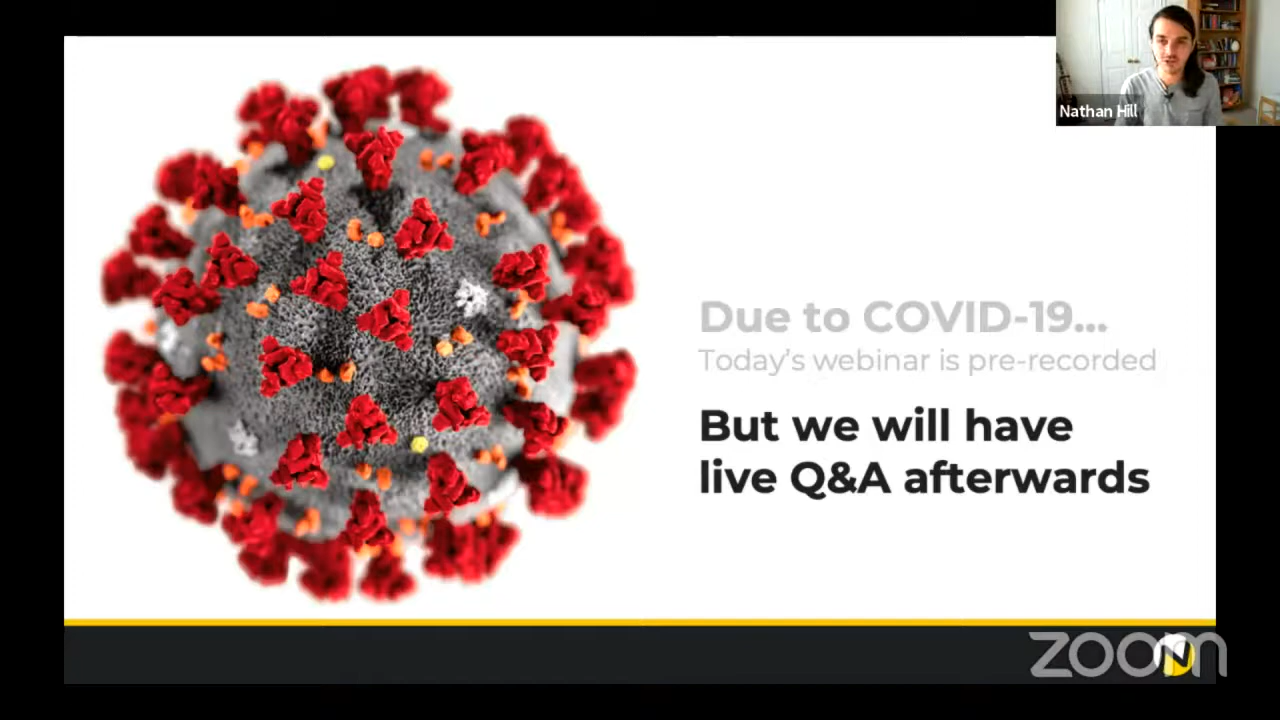 Nathan Hill
Due to COVID-19...
Today's webinar is pre-recorded
But we will have
live Q&A afterwards
zoom
N